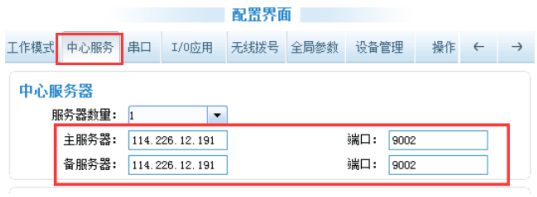 配置界面
工作模式 中心服务 串口 I/O应用 无线拨号 全局参数 设备管理 操作 ← →
中心服务器
服务器数量： 1
主服务器： 114.226.12.191 端口： 9002
备服务器： 114.226.12.191 端口： 9002